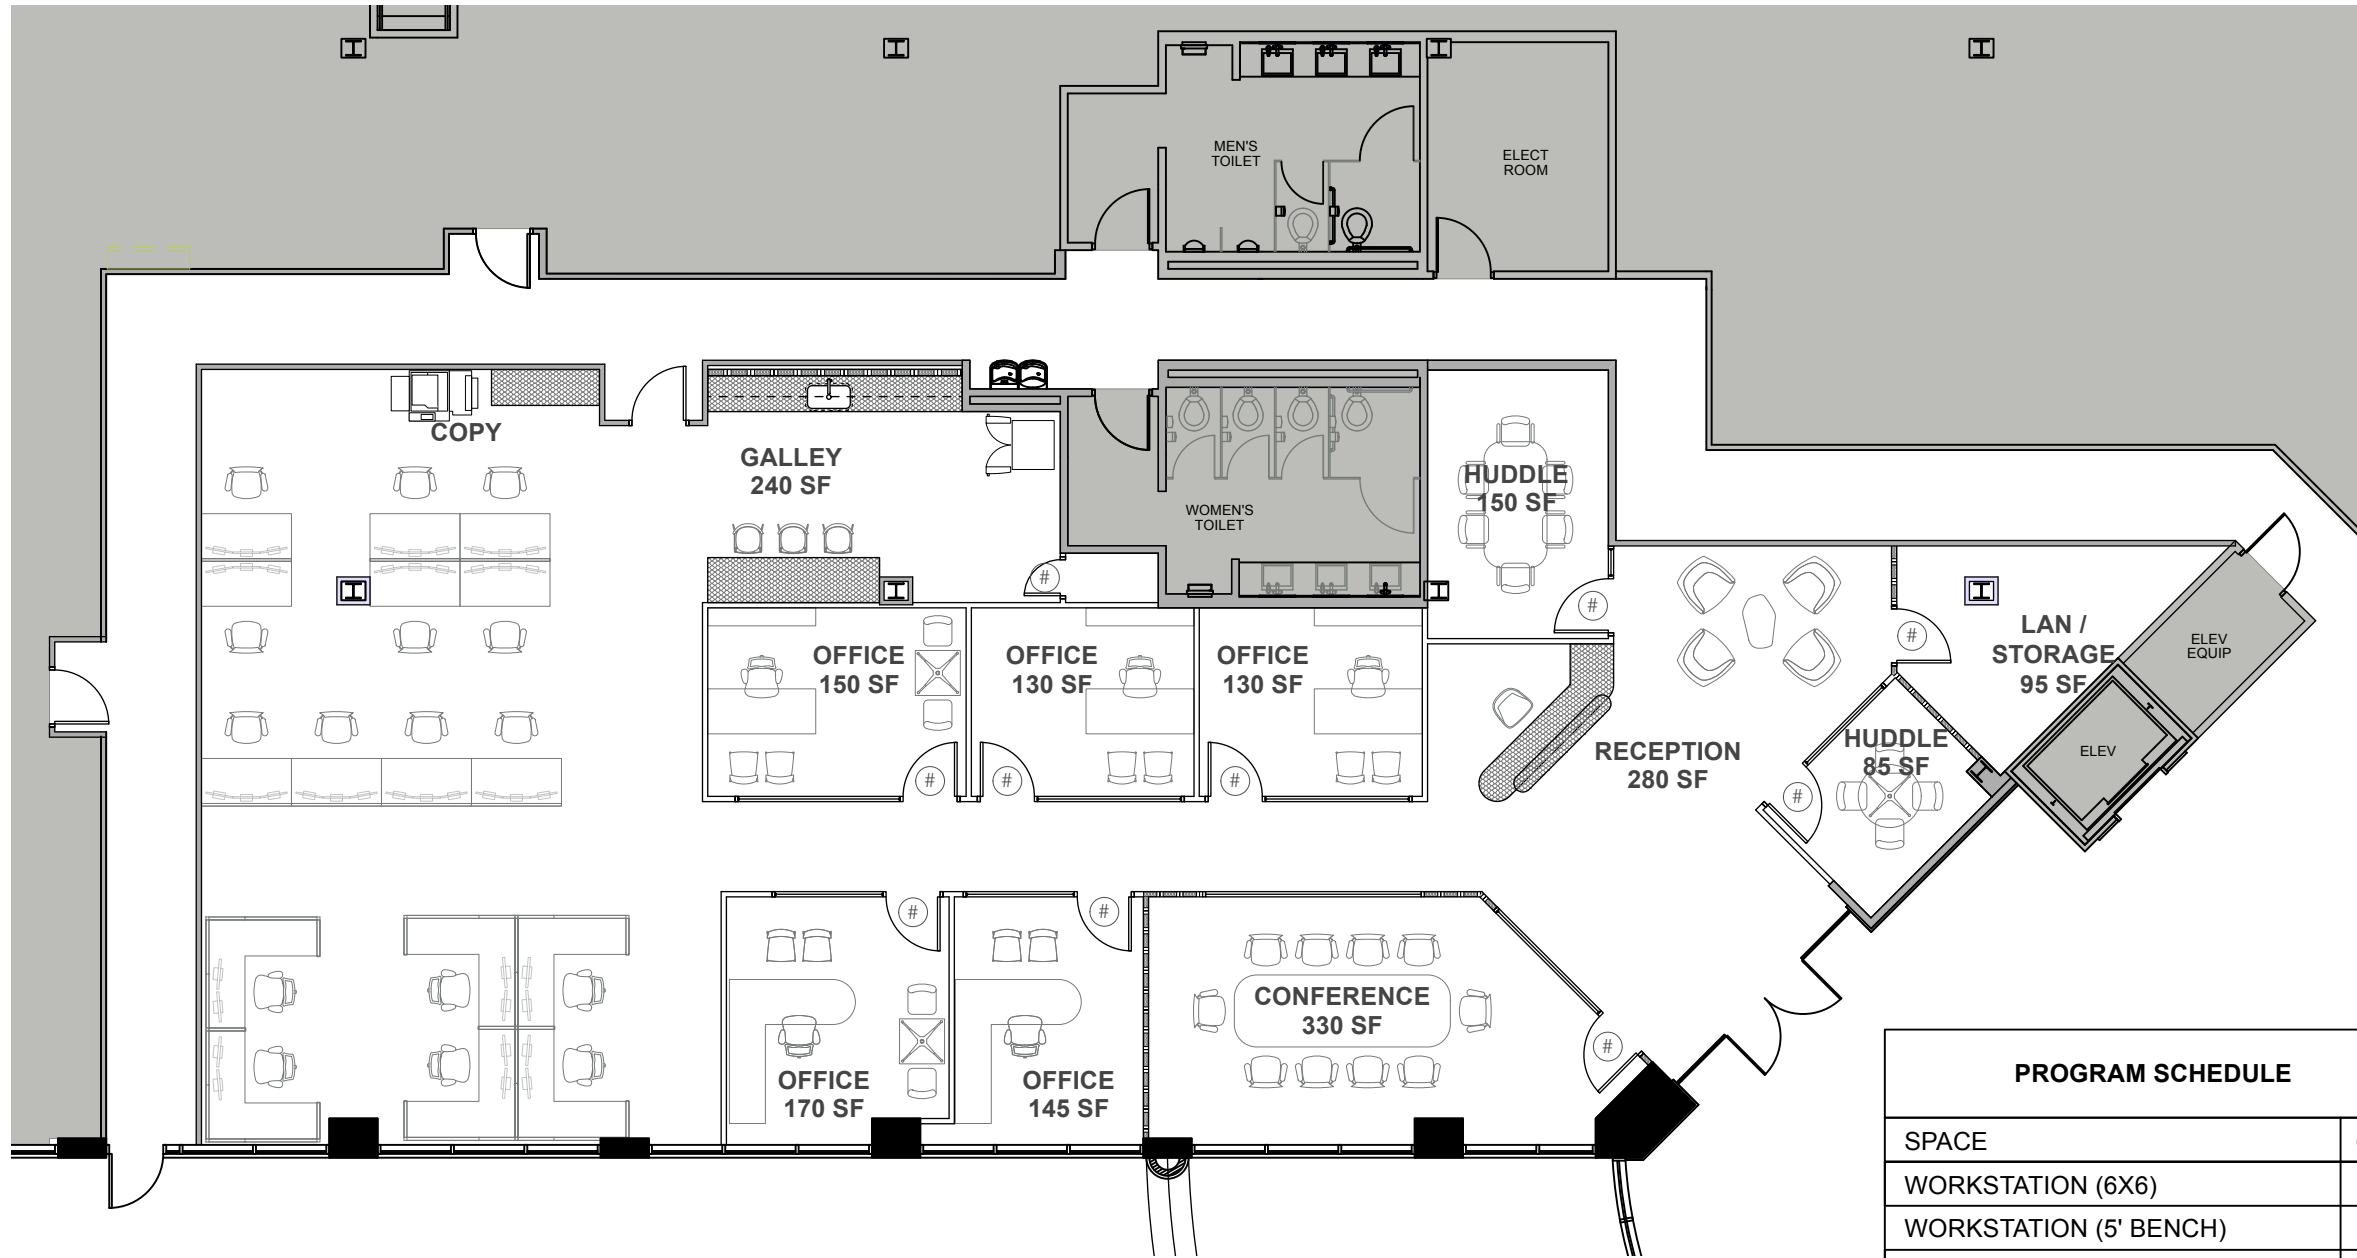 MEN'S
TOILET
ELECT
ROOM
COPY
GALLEY
240 SF
HUDDLE
150 SF
WOMEN'S
TOILET
#
#
#
LAN /
STORAGE
95 SF
ELEV
EQUIP
OFFICE
150 SF
OFFICE
130 SF
OFFICE
130 SF
ELEV
RECEPTION
280 SF
HUDDLE
85 SF
#
#
#
#
#
#
CONFERENCE
330 SF
#
OFFICE
170 SF
OFFICE
145 SF
PROGRAM SCHEDULE
SPACE
WORKSTATION (6X6)
WORKSTATION (5' BENCH)